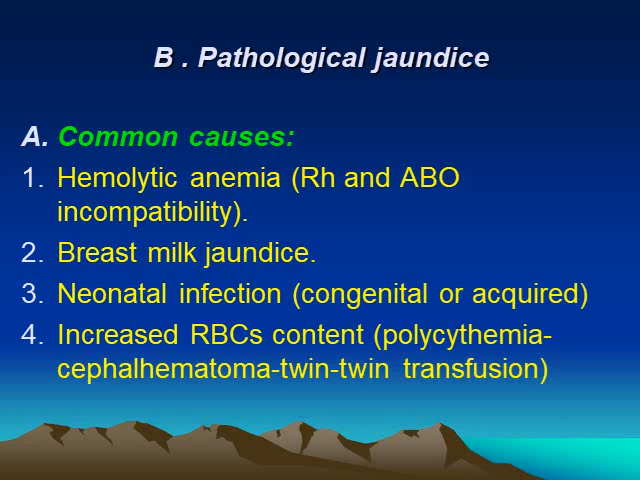 B . Pathological jaundice
A. Common causes:
1. Hemolytic anemia (Rh and ABO
incompatibility).
2. Breast milk jaundice.
3. Neonatal infection (congenital or acquired)
4. Increased RBCs content (polycythemia-
cephalhematoma-twin-twin transfusion)